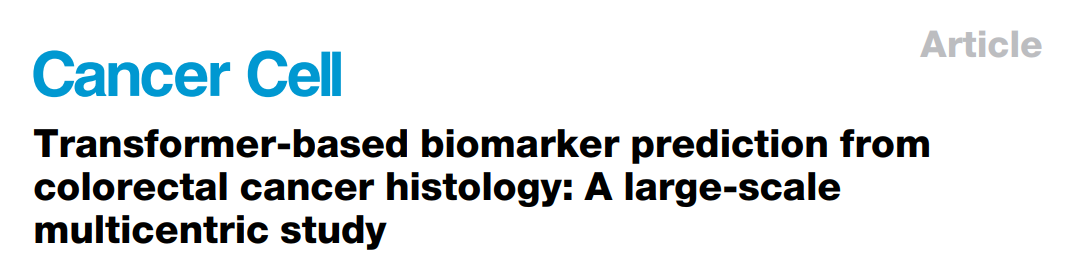 Article
Cancer Cell
Transformer-based biomarker prediction from
colorectal cancer histology: A large-scale
multicentric study